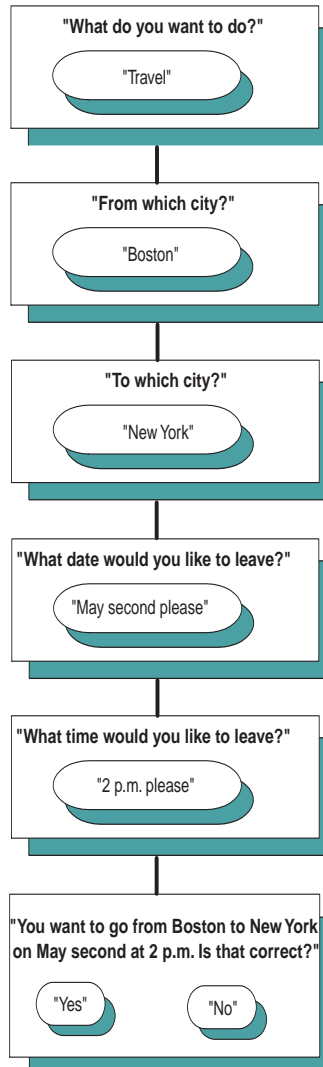 "What do you want to do?"
"Travel"
"From which city?"
"Boston"
"To which city?"
"New York"
"What date would you like to leave?"
"May second please"
"What time would you like to leave?"
"2 p.m. please"
"You want to go from Boston to New York
on May second at 2 p.m. Is that correct?"
"Yes"
"No"